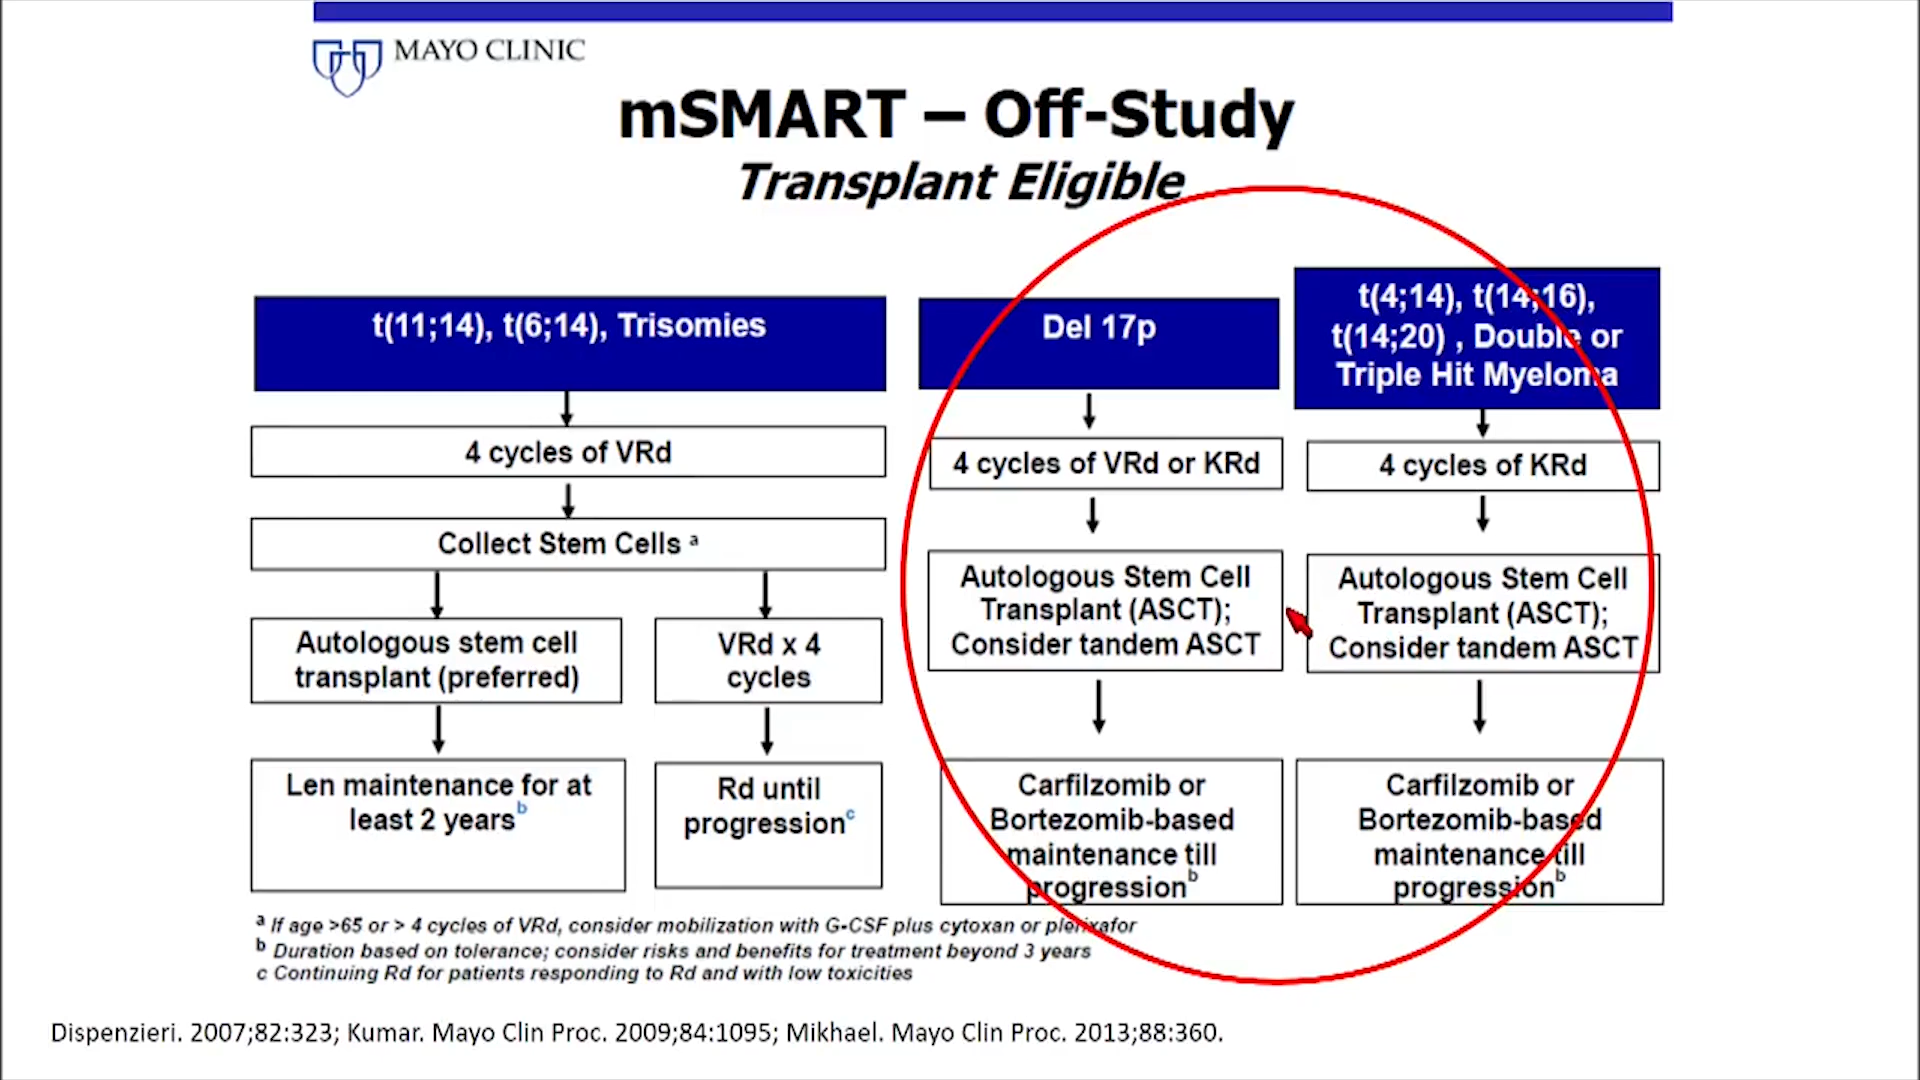 MAYO CLINIC
mSMART – Off-Study
Transplant Eligible
t(11;14), t(6;14), Trisomies
4 cycles of VRd
Collect Stem Cells a
Autologous stem cell
transplant (preferred)
Len maintenance for at
least 2 years b
VRd x 4
cycles
Rd until
progression c
Del 17p
4 cycles of VRd or KRd
Autologous Stem Cell
Transplant (ASCT);
Consider tandem ASCT
Carfilzomib or
Bortezomib-based
maintenance till
progression b
t(4;14), t(14;16),
t(14;20) , Double or
Triple Hit Myeloma
4 cycles of KRd
Autologous Stem Cell
Transplant (ASCT);
Consider tandem ASCT
Carfilzomib or
Bortezomib-based
maintenance till
progression b
a If age >65 or > 4 cycles of VRd, consider mobilization with G-CSF plus cytoxan or plerixafor
b Duration based on tolerance; consider risks and benefits for treatment beyond 3 years
c Continuing Rd for patients responding to Rd and with low toxicities
Dispenzieri. 2007;82:323; Kumar. Mayo Clin Proc. 2009;84:1095; Mikhael. Mayo Clin Proc. 2013;88:360.